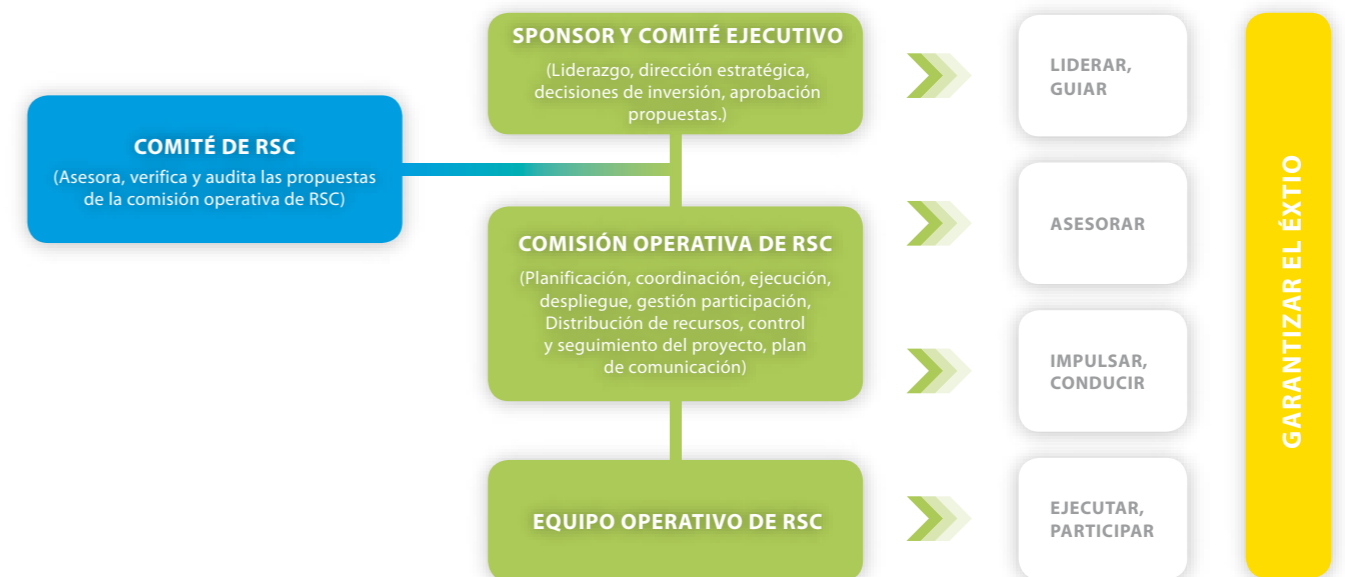 SPONSOR Y COMITÉ EJECUTIVO
(Liderazgo, dirección estratégica,
decisiones de inversión, aprobación
propuestas.)
COMITÉ DE RSC
(Asesora, verifica y audita las propuestas
de la comisión operativa de RSC)
COMISIÓN OPERATIVA DE RSC
(Planificación, coordinación, ejecución,
despliegue, gestión participación,
Distribución de recursos, control
y seguimiento del proyecto, plan
de comunicación)
EQUIPO OPERATIVO DE RSC
LIDERAR,
GUIAR
ASESORAR
IMPULSAR,
CONDUCIR
EJECUTAR,
PARTICIPAR
GARANTIZAR EL ÉXTIO